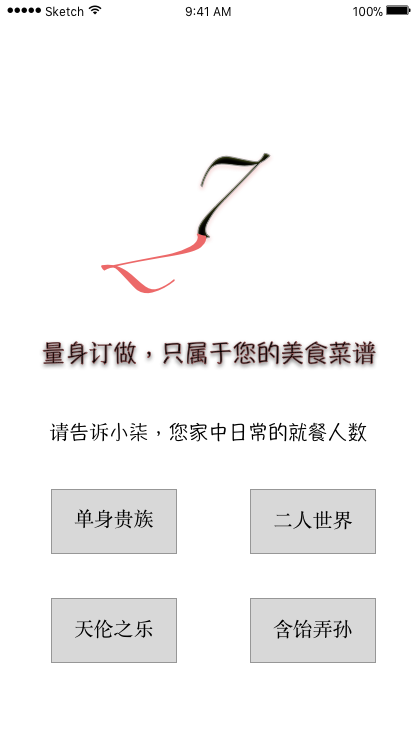 Sketch 9:41 AM 100%
量身订做，只属于您的美食菜谱
请告诉小柒，您家中日常的就餐人数
单身贵族 二人世界
天伦之乐 含饴弄孙